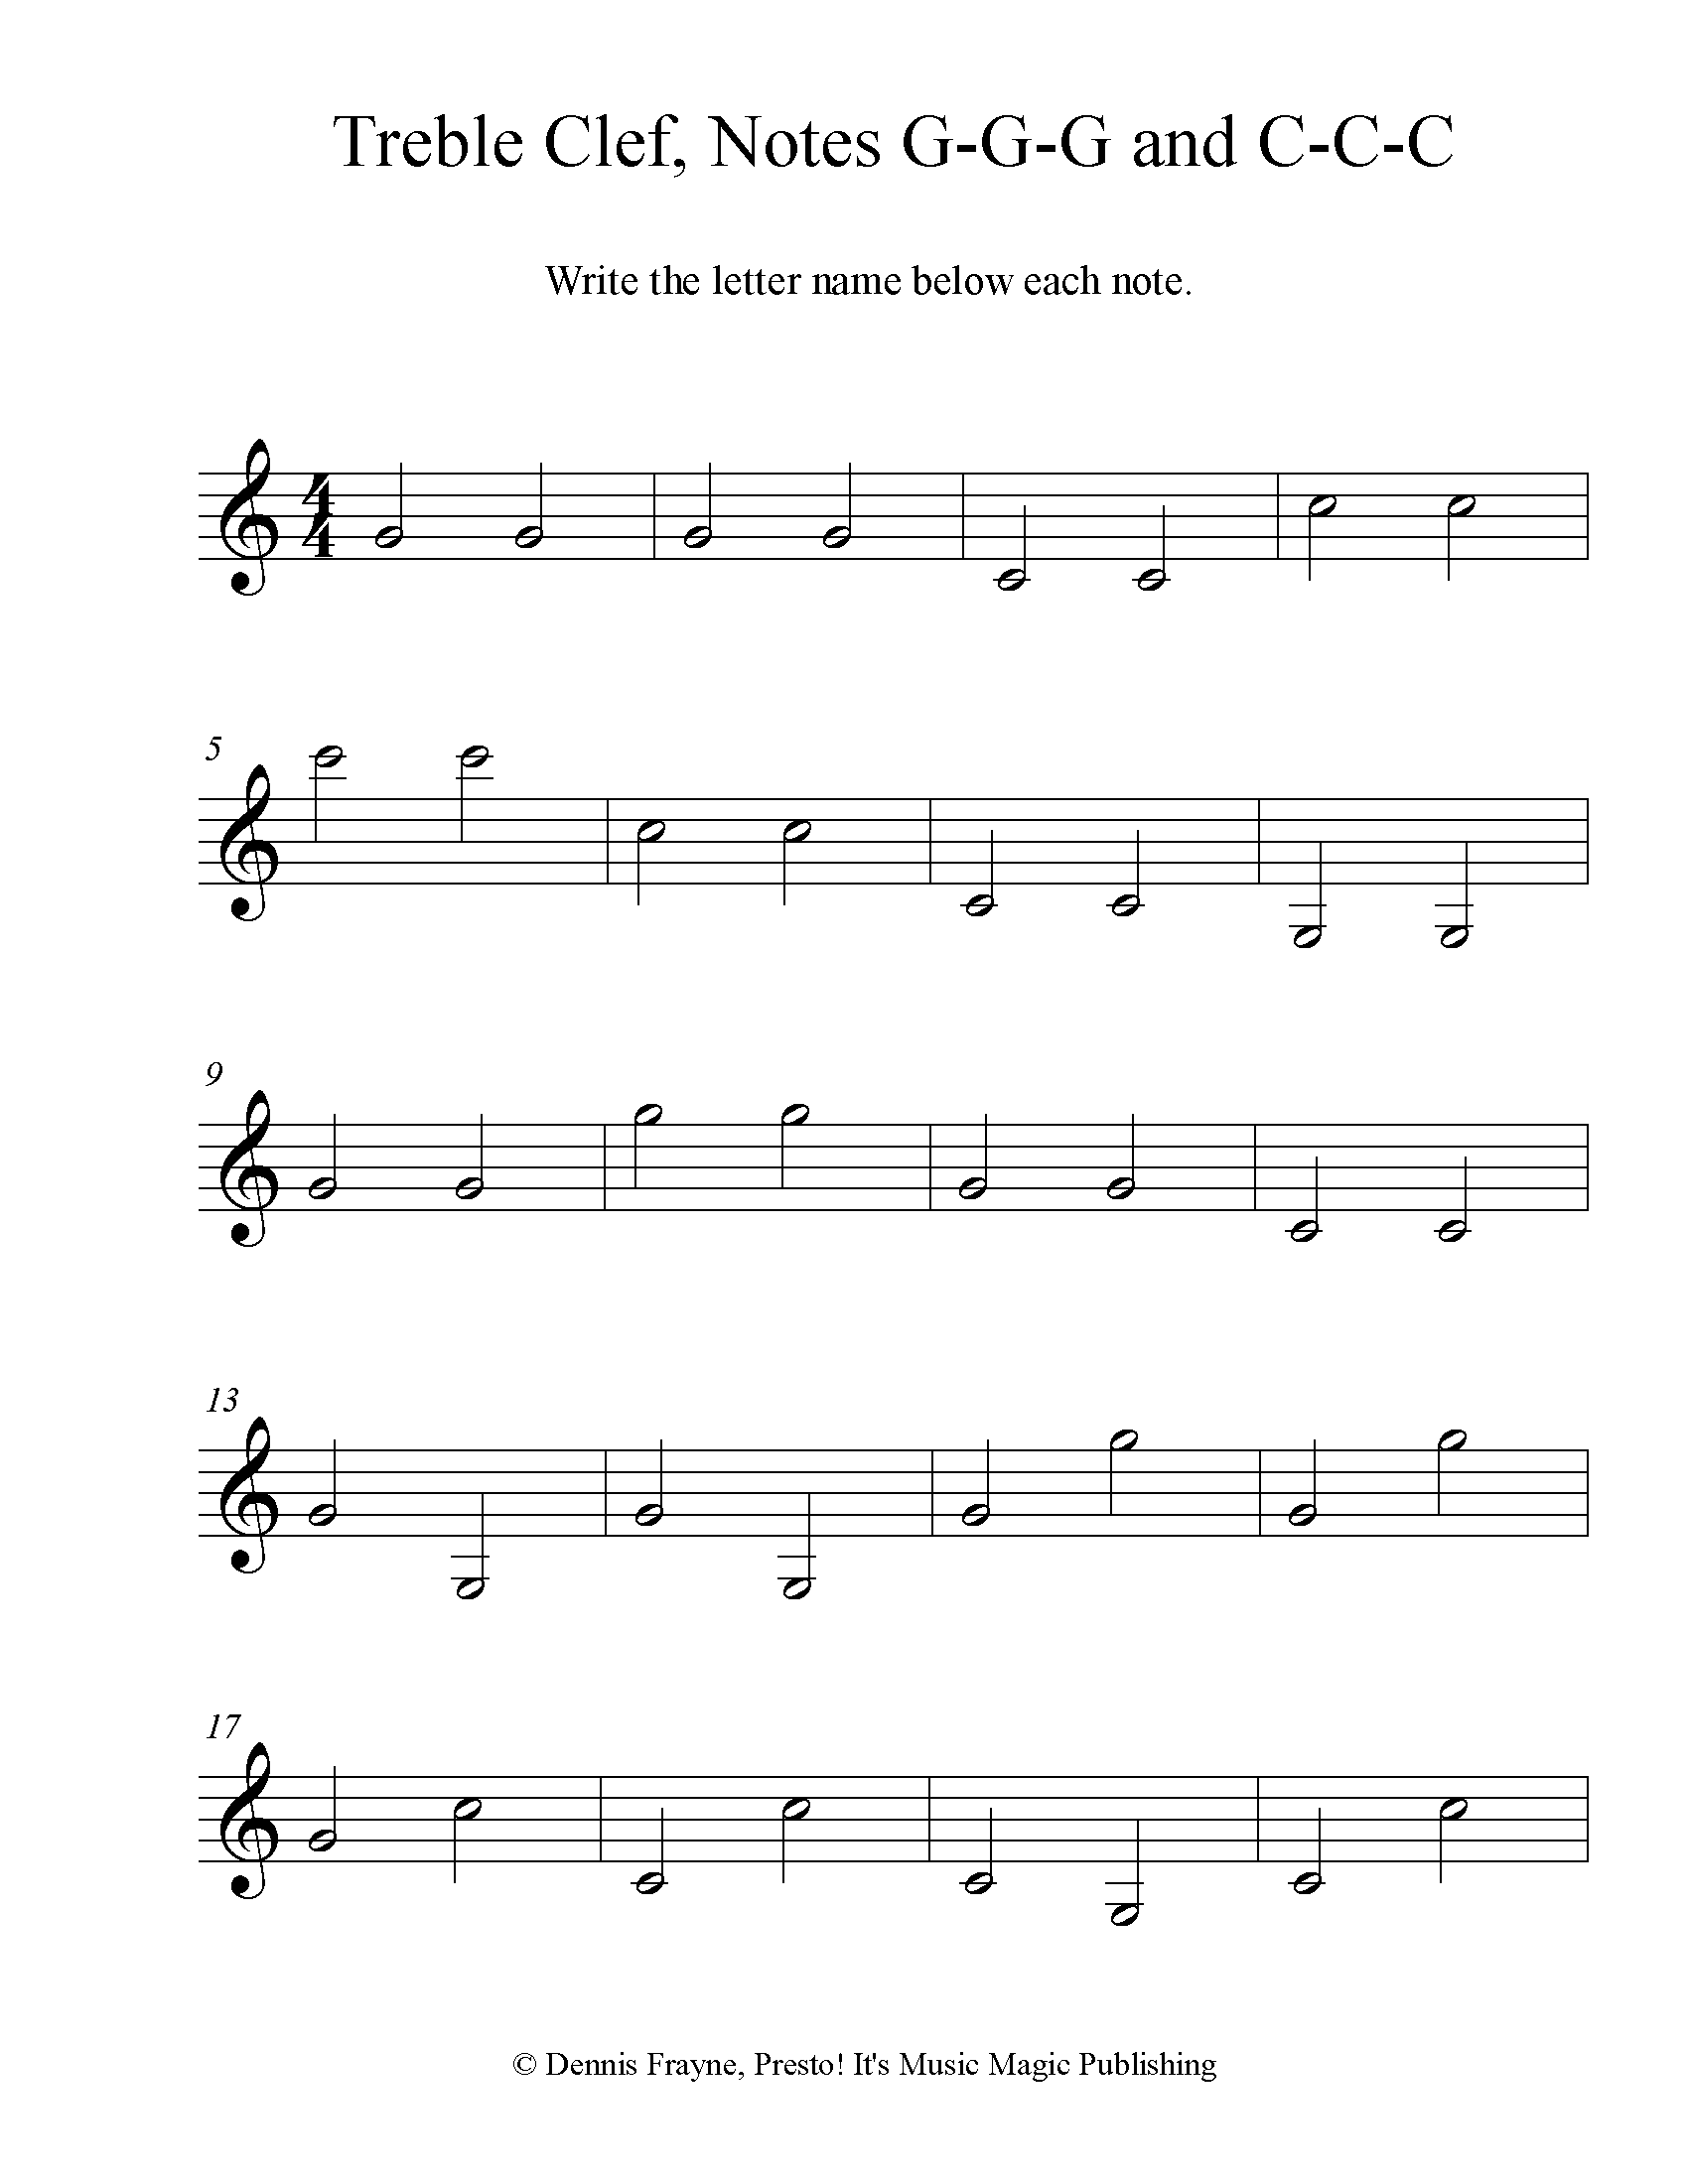 Treble Clef, Notes G-G-G and C-C-C
Write the letter name below each note.
4
4
5
9
13
17
© Dennis Frayne, Presto! It's Music Magic Publishing